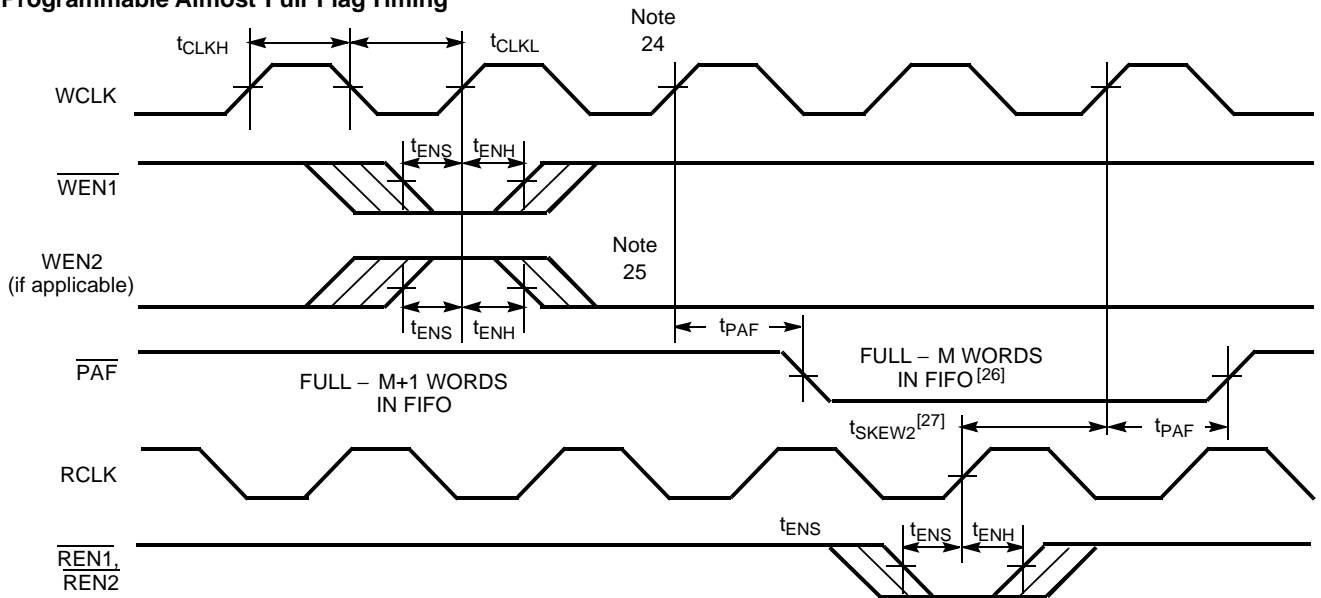 Programmable Almost Full Flag Timing
Note
24
tCLKH
tCLKL
WCLK
tENS
tENH
WEN1
Note
25
WEN2
(if applicable)
tENS
tENH
tPAF
PAF
FULL – M+1 WORDS
IN FIFO
FULL – M WORDS
IN FIFO[26]
tSKEW2[27]
tPAF
RCLK
tENS
tENS
tENH
REN1,
REN2